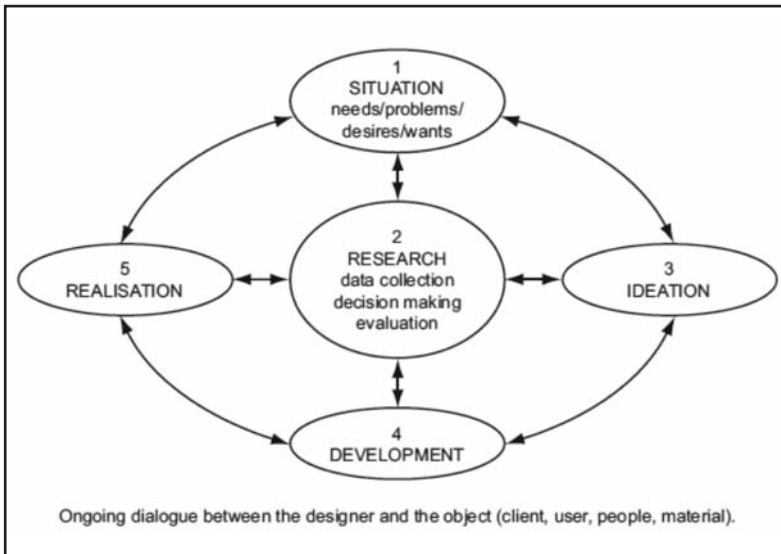 1
SITUATION
needs/problems/
desires/wants
2
RESEARCH
data collection
decision making
evaluation
5
REALISATION
3
IDEATION
4
DEVELOPMENT
Ongoing dialogue between the designer and the object (client, user, people, material).